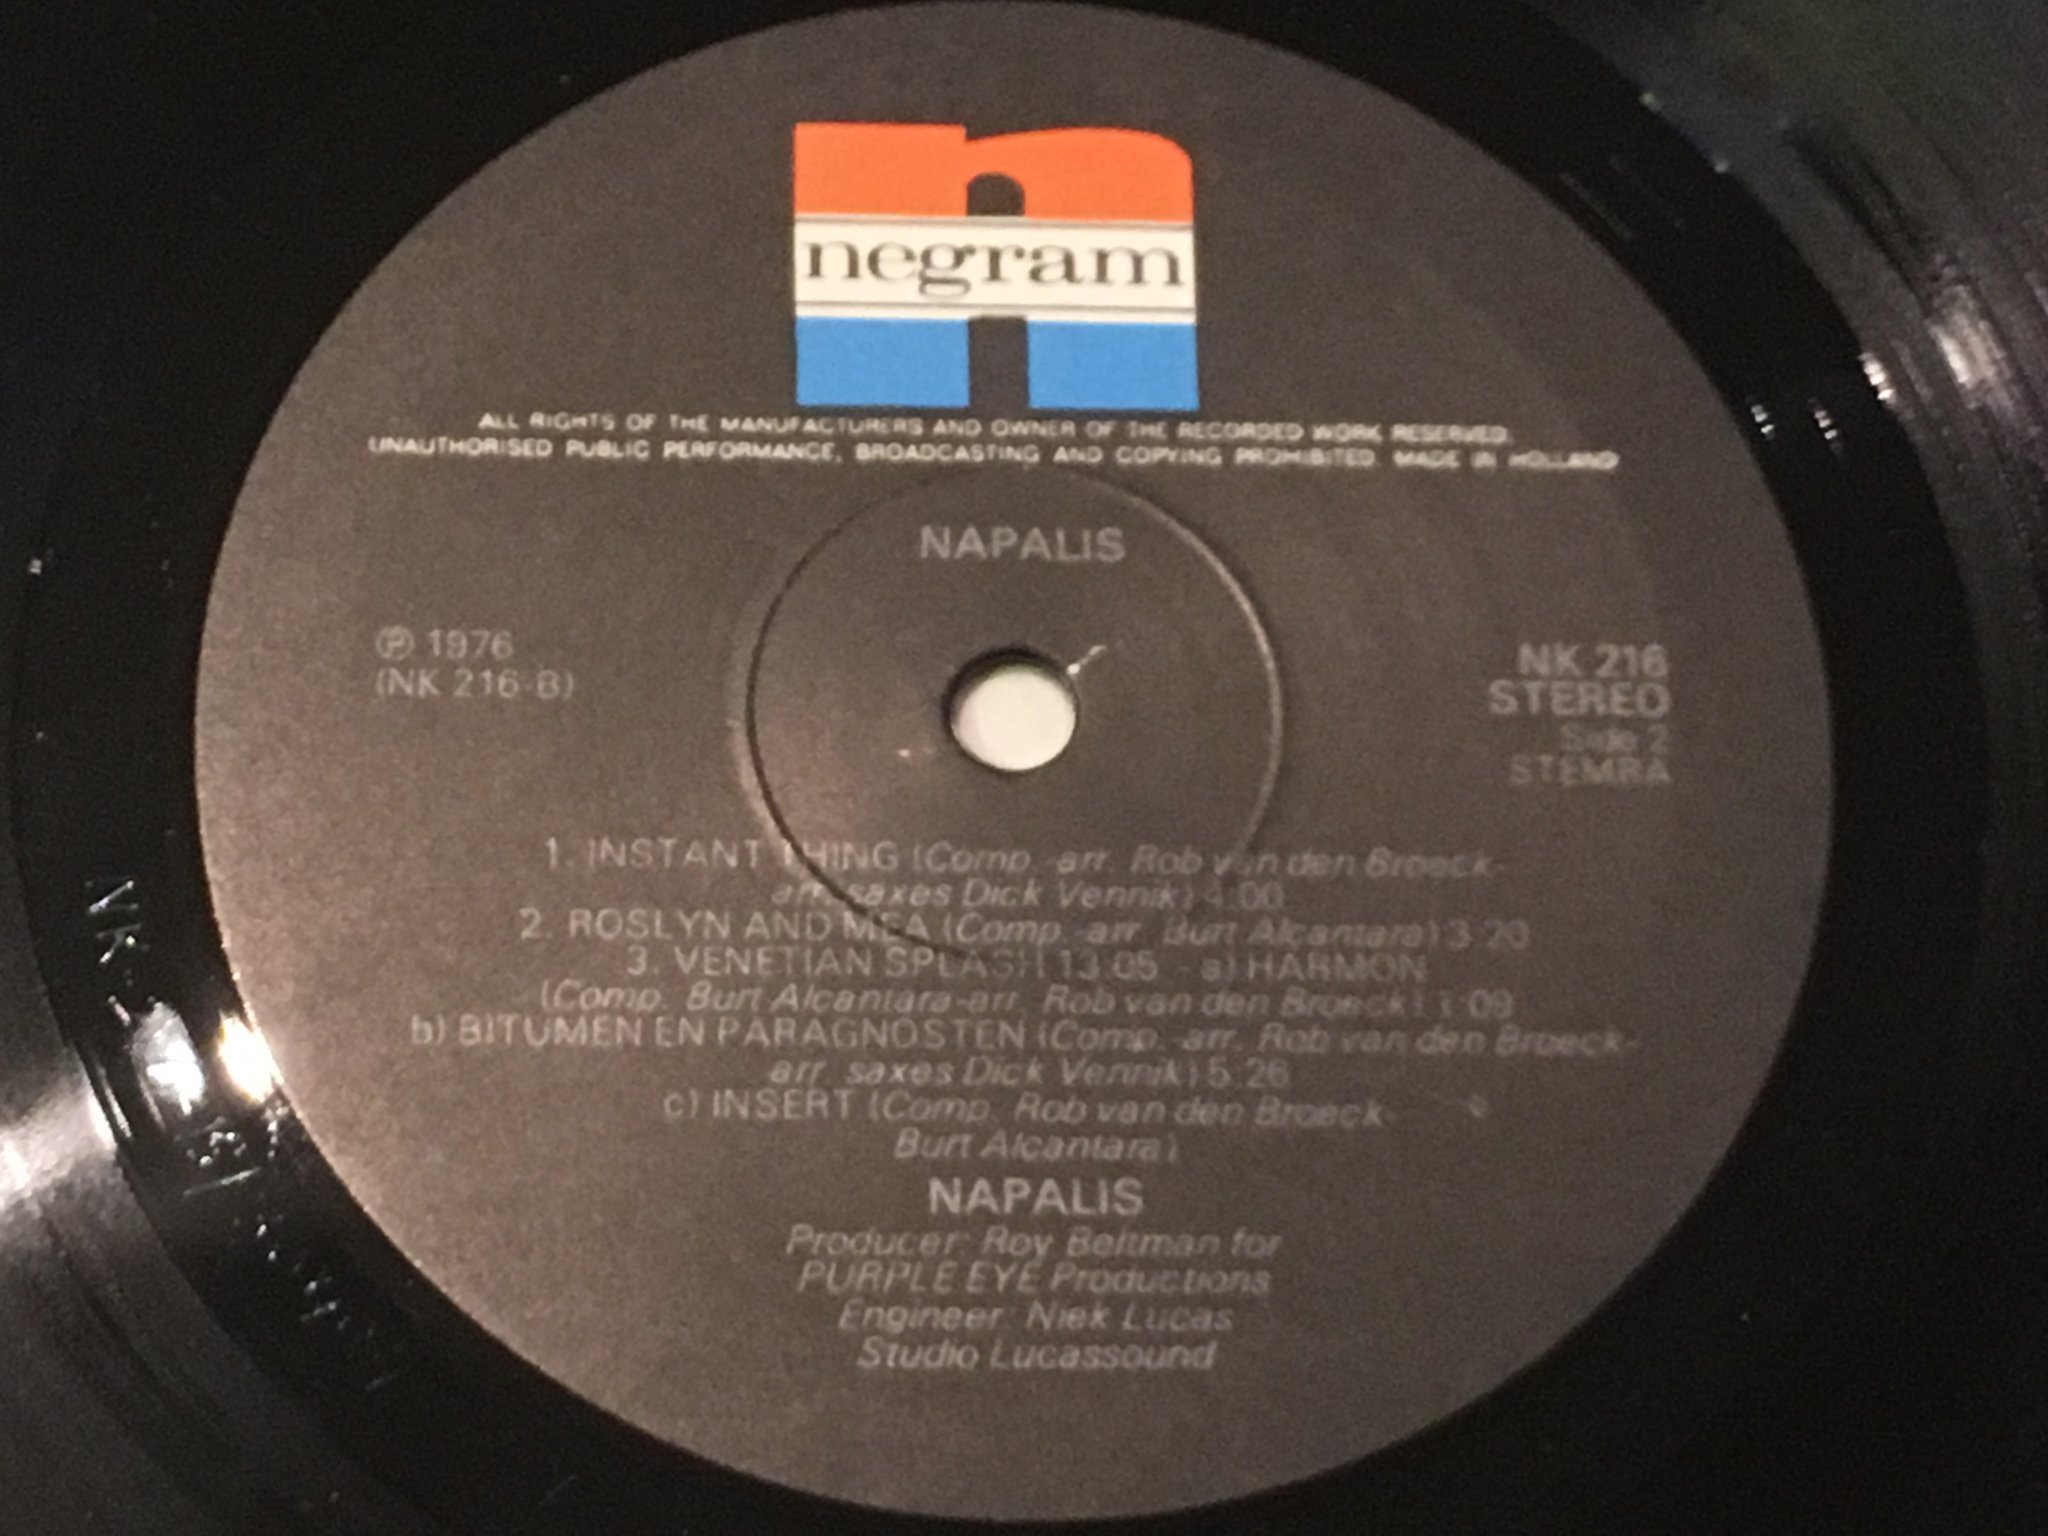 negram
ALL RIGHTS OF THE MANUFACTURERS AND OWNER OF THE RECORDED WORK RESERVED.
UNAUTHORISED PUBLIC PERFORMANCE, BROADCASTING AND COPYING PROHIBITED. MADE IN HOLLAND
NAPALIS
℗ 1976
(NK 216-B)
NK 216
STEREO
Side 2
STEMRA
1. INSTANT THING (Comp.-arr. Rob van den Broeck-
arr. saxes Dick Vennik) 4:00
2. ROSLYN AND MEA (Comp.-arr. Burt Alcantara) 3:20
3. VENETIAN SPLASH 13:05 - a) HARMON
(Comp. Burt Alcantara-arr. Rob van den Broeck) 1:09
b) BITUMEN EN PARAGNOSTEN (Comp.-arr. Rob van den Broeck-
arr. saxes Dick Vennik) 5:26
c) INSERT (Comp. Rob van den Broeck-
Burt Alcantara)
NAPALIS
Producer: Roy Beltman for
PURPLE EYE Productions
Engineer: Niek Lucas
Studio Lucassound